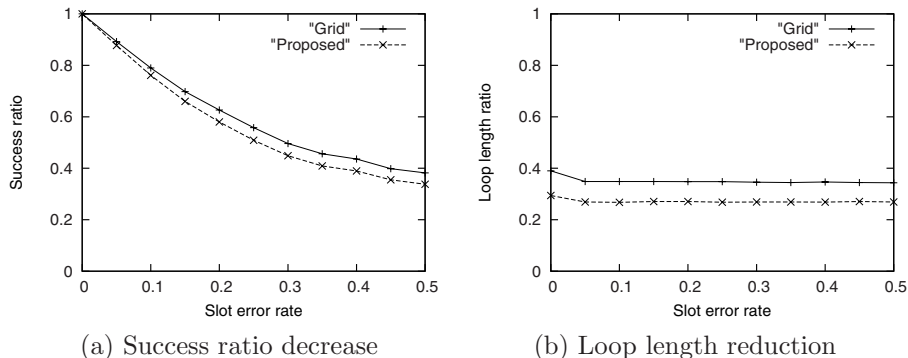 1
0.8
0.6
0.4
0.2
0
0 0.1 0.2 0.3 0.4 0.5
Success ratio
Slot error rate
"Grid"
"Proposed"
(a) Success ratio decrease
1
0.8
0.6
0.4
0.2
0
0 0.1 0.2 0.3 0.4 0.5
Loop length ratio
Slot error rate
"Grid"
"Proposed"
(b) Loop length reduction